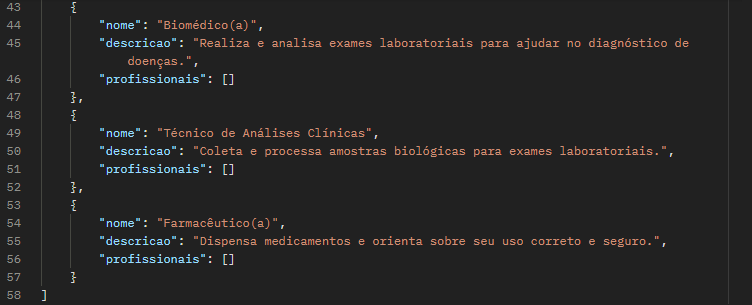 43 {
44 "nome": "Biomédico(a)",
45 "descricao": "Realiza e analisa exames laboratoriais para ajudar no diagnóstico de
doenças.",
46 "profissionais": []
47 },
48 {
49 "nome": "Técnico de Análises Clínicas",
50 "descricao": "Coleta e processa amostras biológicas para exames laboratoriais.",
51 "profissionais": []
52 },
53 {
54 "nome": "Farmacêutico(a)",
55 "descricao": "Dispensa medicamentos e orienta sobre seu uso correto e seguro.",
56 "profissionais": []
57 }
58 ]